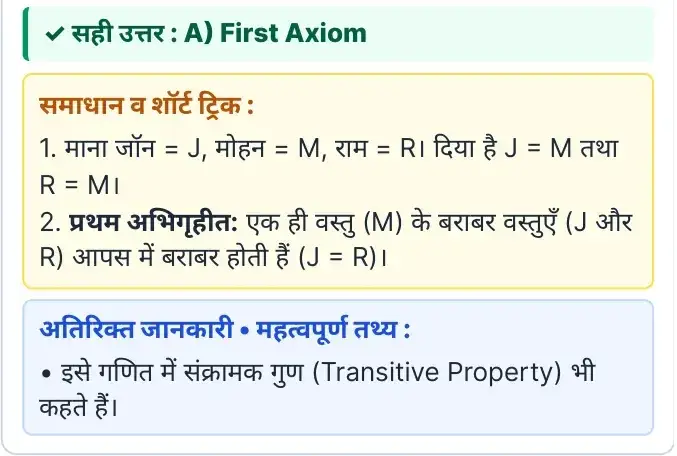 ✓ सही उत्तर : A) First Axiom
समाधान व शॉर्ट ट्रिक :
1. माना जॉन = J, मोहन = M, राम = R। दिया है J = M तथा
R = M।
2. प्रथम अभिगृहीत: एक ही वस्तु (M) के बराबर वस्तुएँ (J और
R) आपस में बराबर होती हैं (J = R)।
अतिरिक्त जानकारी • महत्वपूर्ण तथ्य :
• इसे गणित में संक्रामक गुण (Transitive Property) भी
कहते हैं।